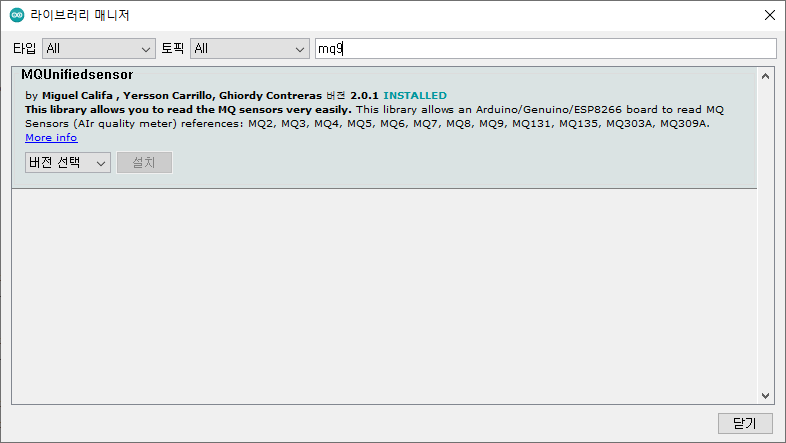 라이브러리 매니저
타입 All 토픽 All mq9
MQUnifiedsensor
by Miguel Califa , Yersson Carrillo, Ghiordy Contreras 버전 2.0.1 INSTALLED
This library allows you to read the MQ sensors very easily. This library allows an Arduino/Genuino/ESP8266 board to read MQ
Sensors (AIr quality meter) references: MQ2, MQ3, MQ4, MQ5, MQ6, MQ7, MQ8, MQ9, MQ131, MQ135, MQ303A, MQ309A.
More info
버전 선택 설치
닫기